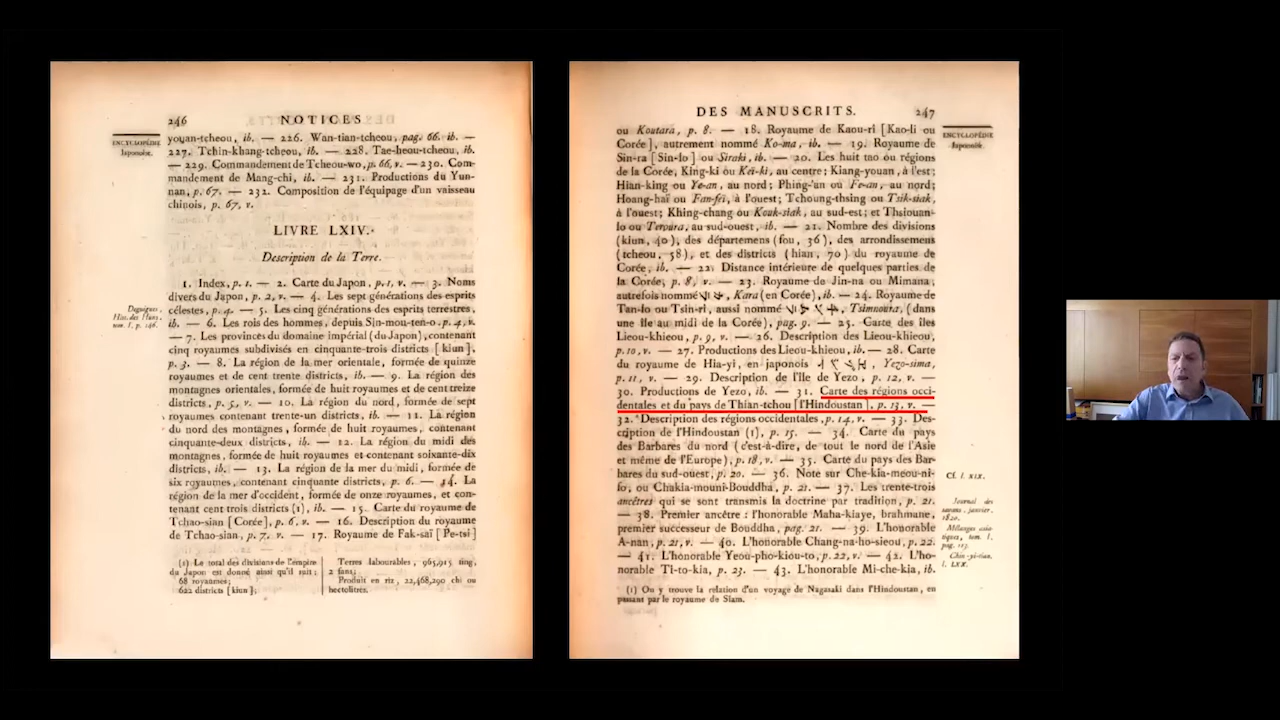 246
NOTICES
ENCYCLOPÉDIE
Japonaise.
youan-tcheou, ib. — 226. Wan-tian-tcheou, pag. 66. ib. —
227. Tchin-khang-tcheou, ib. — 228. Tae-heou-tcheou, ib.
— 229. Commandement de Tcheou-wo, p. 66, v. — 230. Com-
mandement de Mang-chi, ib. — 231. Productions du Yun-
nan, p. 67. — 232. Composition de l'équipage d'un vaisseau
chinois, p. 67, v.
LIVRE LXIV.
Description de la Terre.
1. Index, p. 1. — 2. Carte du Japon, p. 1, v. — 3. Noms
divers du Japon, p. 2, v. — 4. Les sept générations des esprits
célestes, p. 4. — 5. Les cinq générations des esprits terrestres,
ib. — 6. Les rois des hommes, depuis Sin-mou-ten-o, p. 4, v.
— 7. Les provinces du domaine impérial (du Japon), contenant
cinq royaumes subdivisés en cinquante-trois districts [kiun],
p. 3. — 8. La région de la mer orientale, formée de quinze
royaumes et de cent trente districts, ib. — 9. La région des
montagnes orientales, formée de huit royaumes et de cent treize
districts, p. 5, v. — 10. La région du nord, formée de sept
royaumes contenant trente-un districts, ib. — 11. La région
du nord des montagnes, formée de huit royaumes, contenant
cinquante-deux districts, ib. — 12. La région du midi des
montagnes, formée de huit royaumes et contenant soixante-dix
districts, ib. — 13. La région de la mer du midi, formée de
six royaumes, contenant cinquante districts, p. 6. — 14. La
région de la mer d'occident, formée de onze royaumes, et con-
tenant cent trois districts (1), ib. — 15. Carte du royaume de
Tchao-sian [Corée], p. 6, v. — 16. Description du royaume
de Tchao-sian, p. 7, v. — 17. Royaume de Fak-sai [Pe-tsi]
Deguignes,
Hist. des Huns,
tom. I, p. 146.
(1) Le total des divisions de l'empire
du Japon est donné ainsi qu'il suit:
68 royaumes;
622 districts [kiun];
Terres labourables, 965,915 ting,
2 fans;
Produit en riz, 22,468,290 chi ou
hectolitres.
DES MANUSCRITS.
247
ENCYCLOPÉDIE
Japonaise.
ou Koutara, p. 8. — 18. Royaume de Kaou-ri [Kao-li ou
Corée], autrement nommé Ko-ma, ib. — 19. Royaume de
Sin-ra [Sin-lo] ou Siraki, ib. — 20. Les huit tao ou régions
de la Corée, King-ki ou Kei-ki, au centre; Kiang-youan, à l'est;
Hian-king ou Ye-an, au nord; Phing-'an ou Fe-an, au nord;
Hoang-haï ou Fan-fri, à l'ouest; Tchoung-thsing ou Tsik-siak,
à l'ouest; Khing-chang ou Kouk-siak, au sud-est; et Thsiouan-
lo ou Teroura, au sud-ouest, ib. — 21. Nombre des divisions
(kiun, 40), des départemens (fou, 36), des arrondissemens
(tcheou, 58), et des districts (hian, 70) du royaume de
Corée, ib. — 22. Distance intérieure de quelques parties de
la Corée, p. 8, v. — 23. Royaume de Jin-na ou Mimana,
autrefois nommé Kara (en Corée), ib. — 24. Royaume de
Tan-lo ou Tsin-ri, aussi nommé Tsimnoura, (dans
une île au midi de la Corée), pag. 9. — 25. Carte des îles
Lieou-khieou, p. 9, v. — 26. Description des Lieou-khieou,
p. 10, v. — 27. Productions des Lieou-khieou, ib. — 28. Carte
du royaume de Hia-yi, en japonois Yezo-sima,
p. 11, v. — 29. Description de l'île de Yezo, p. 12, v. —
30. Productions de Yezo, ib. — 31. Carte des régions occi-
dentales et du pays de Thian-tchou [l'Hindoustan], p. 13, v. —
32. Description des régions occidentales, p. 14, v. — 33. Des-
cription de l'Hindoustan (1), p. 15. — 34. Carte du pays
des Barbares du nord (c'est-à-dire, de tout le nord de l'Asie
et même de l'Europe), p. 18, v. — 35. Carte du pays des Bar-
bares du sud-ouest, p. 20. — 36. Note sur Che-kia-meou-ni-
fo, ou Chakia-mouni-Bouddha, p. 21. — 37. Les trente-trois
ancêtres qui se sont transmis la doctrine par tradition, p. 21.
— 38. Premier ancêtre: l'honorable Maha-kiaye, brahmane,
premier successeur de Bouddha, pag. 21. — 39. L'honorable
A-nan, p. 21, v. — 40. L'honorable Chang-na-ho-sieou, p. 22.
— 41. L'honorable Yeou-pho-kiou-to, p. 22, v. — 42. L'ho-
norable Ti-to-kia, p. 23. — 43. L'honorable Mi-che-kia, ib.
Cf. l. XIX.
Journal des
savans, janvier,
1820.
Mélanges asia-
tiques, tom. I,
pag. 113.
l. LXX.
(1) On y trouve la relation d'un voyage de Nagasaki dans l'Hindoustan, en
passant par le royaume de Siam.